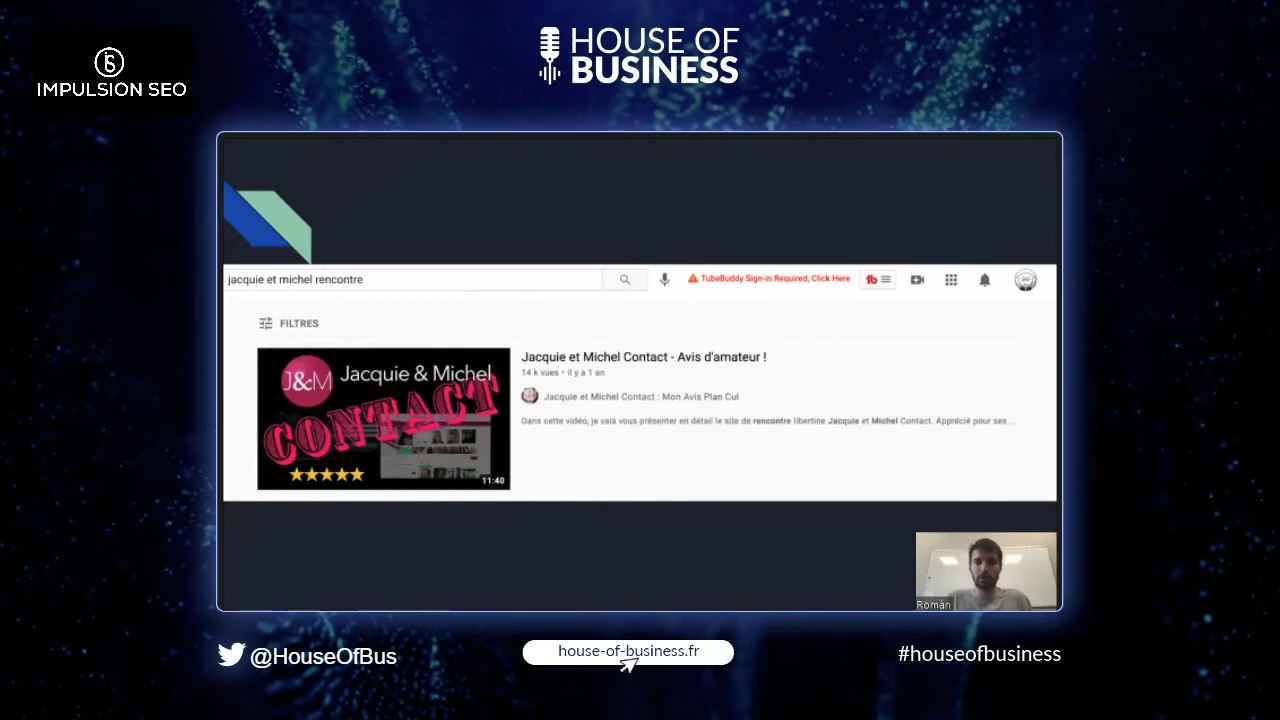 IMPULSION SEO
HOUSE OF
BUSINESS
jacquie et michel rencontre
TubeBuddy Sign-in Required, Click Here
tb
FILTRES
J&M Jacquie & Michel
CONTACT
11:40
Jacquie et Michel Contact - Avis d'amateur !
14 k vues • il y a 1 an
Jacquie et Michel Contact : Mon Avis Plan Cul
Dans cette vidéo, je vais vous présenter en détail le site de rencontre libertine Jacquie et Michel Contact. Apprécié pour ses ...
Romàn
@HouseOfBus
house-of-business.fr
#houseofbusiness